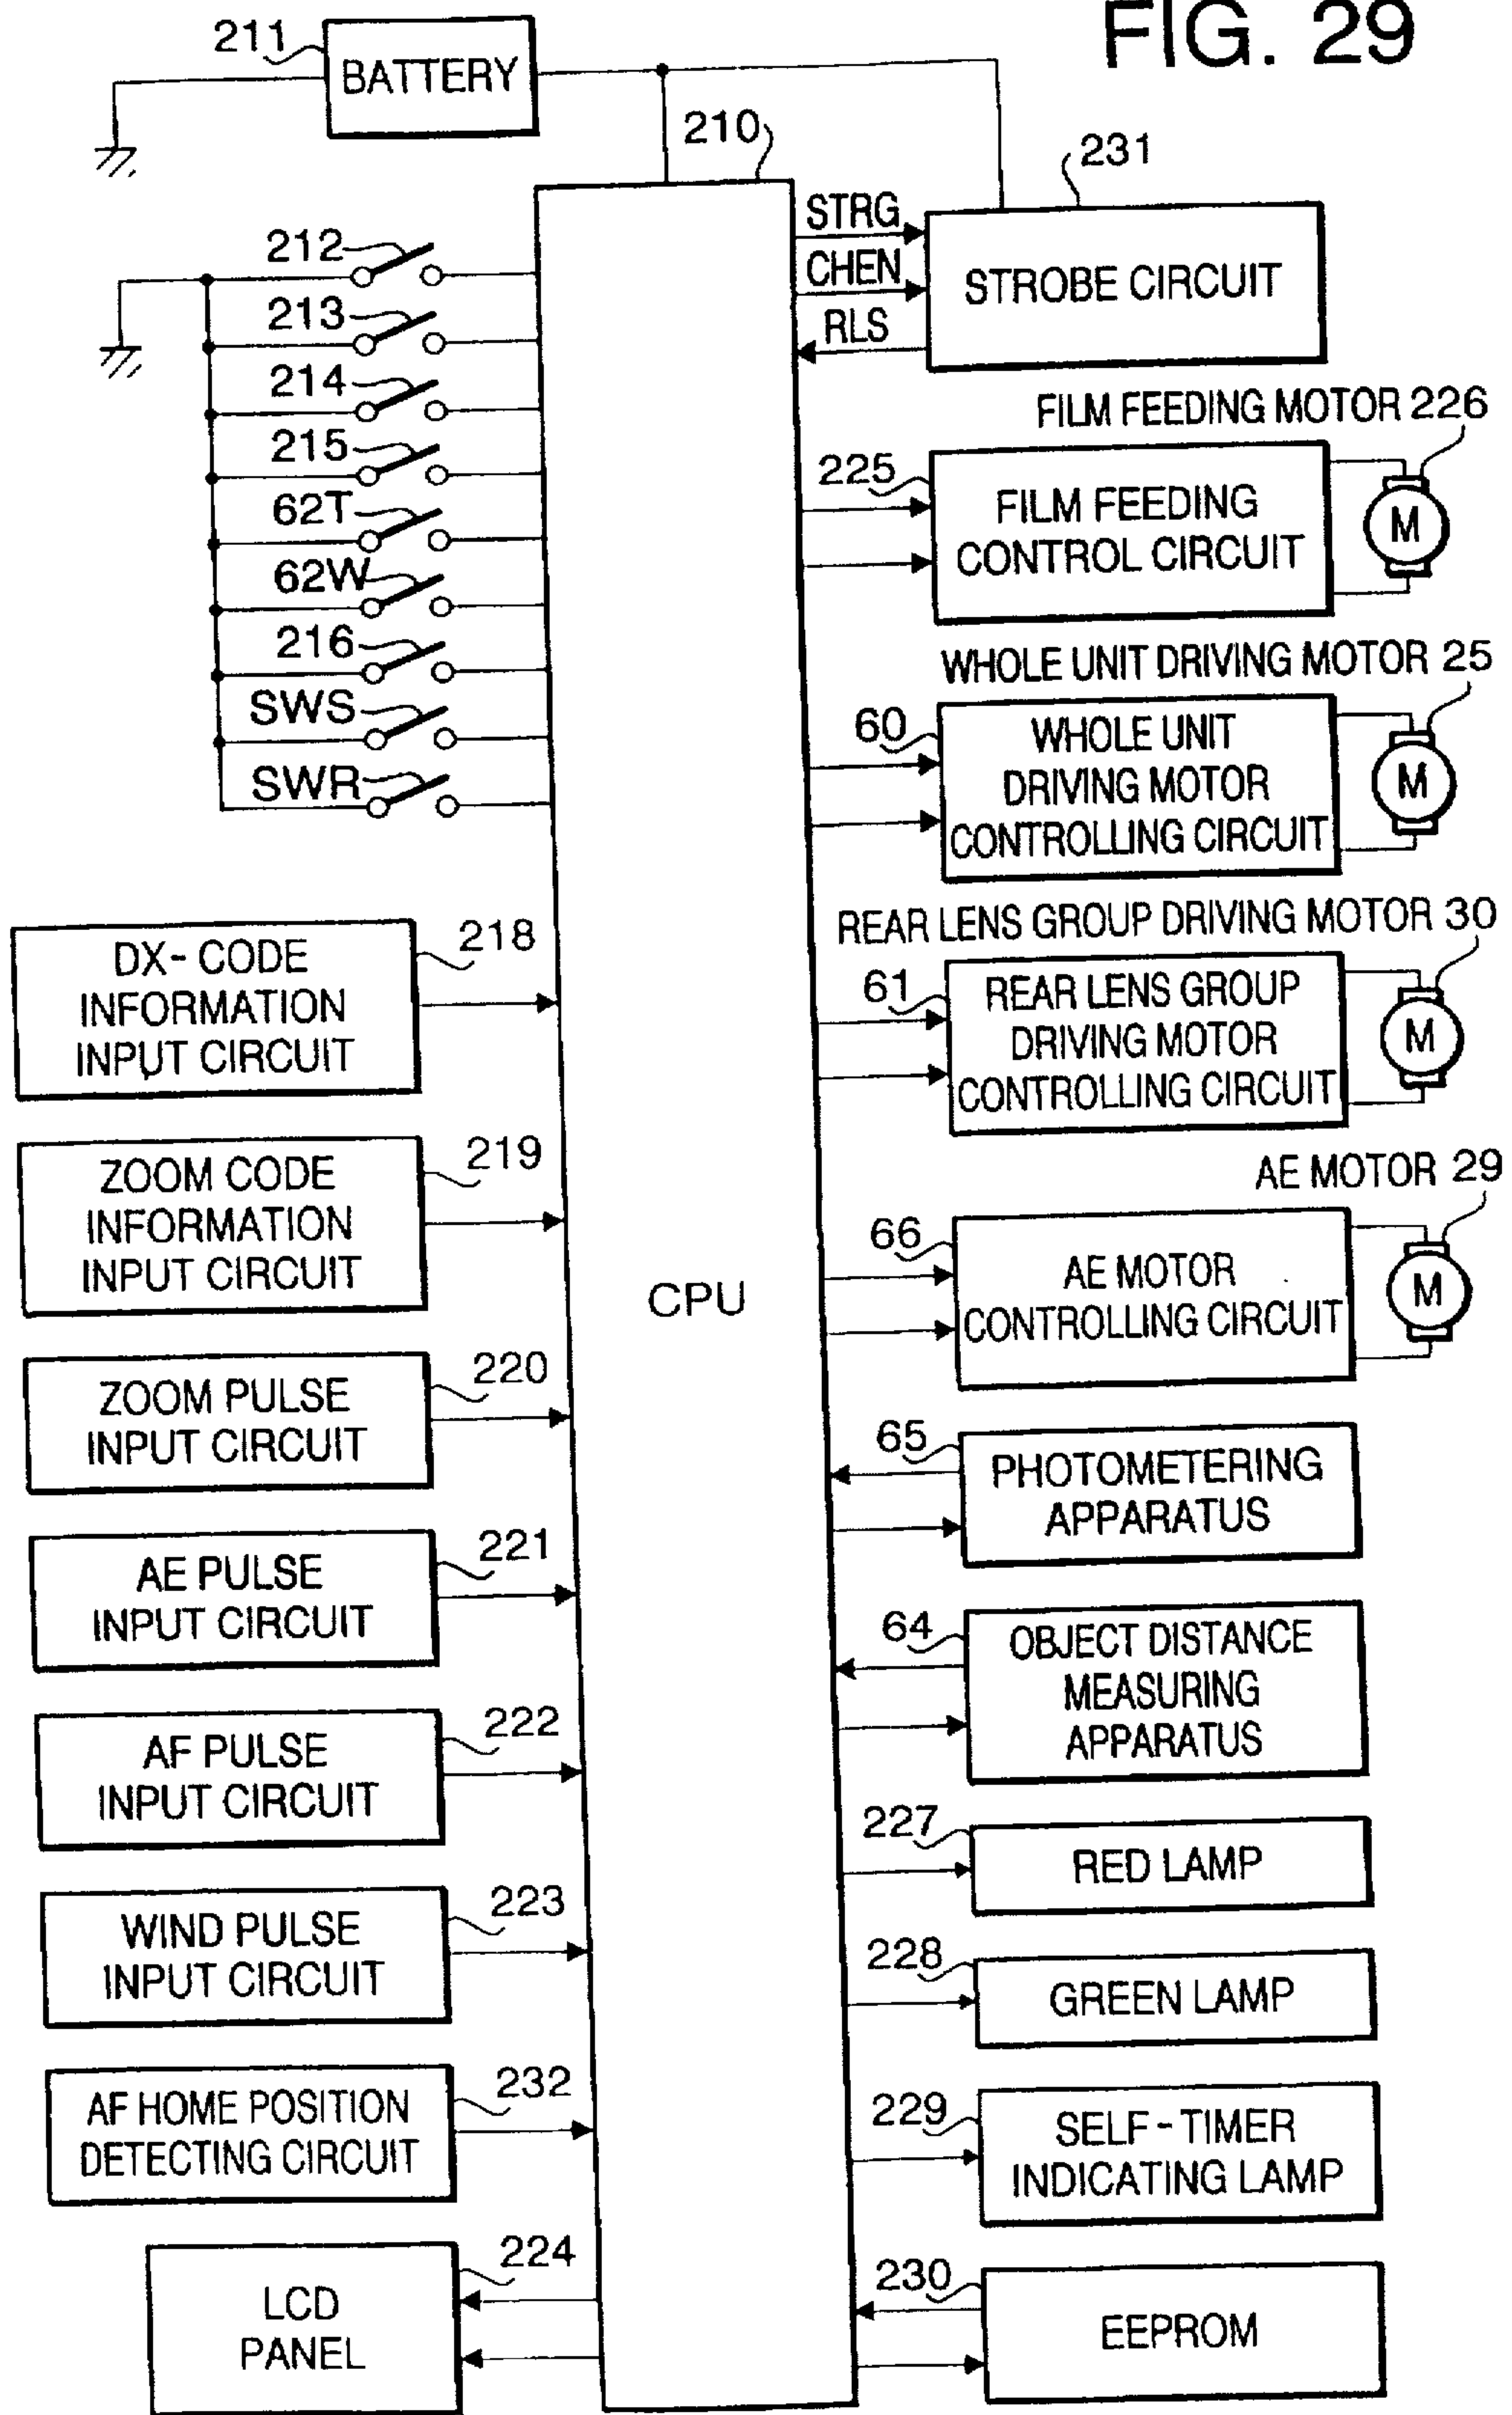 FIG. 29
211
BATTERY
210
231
STRG
CHEN
RLS
STROBE CIRCUIT
212
213
214
215
62T
62W
216
SWS
SWR
FILM FEEDING MOTOR 226
225
FILM FEEDING
CONTROL CIRCUIT
M
WHOLE UNIT DRIVING MOTOR 25
60
WHOLE UNIT
DRIVING MOTOR
CONTROLLING CIRCUIT
M
REAR LENS GROUP DRIVING MOTOR 30
61
REAR LENS GROUP
DRIVING MOTOR
CONTROLLING CIRCUIT
M
AE MOTOR 29
66
AE MOTOR
CONTROLLING CIRCUIT
M
CPU
218
DX-CODE
INFORMATION
INPUT CIRCUIT
219
ZOOM CODE
INFORMATION
INPUT CIRCUIT
220
ZOOM PULSE
INPUT CIRCUIT
221
AE PULSE
INPUT CIRCUIT
222
AF PULSE
INPUT CIRCUIT
223
WIND PULSE
INPUT CIRCUIT
232
AF HOME POSITION
DETECTING CIRCUIT
224
LCD
PANEL
65
PHOTOMETERING
APPARATUS
64
OBJECT DISTANCE
MEASURING
APPARATUS
227
RED LAMP
228
GREEN LAMP
229
SELF-TIMER
INDICATING LAMP
230
EEPROM